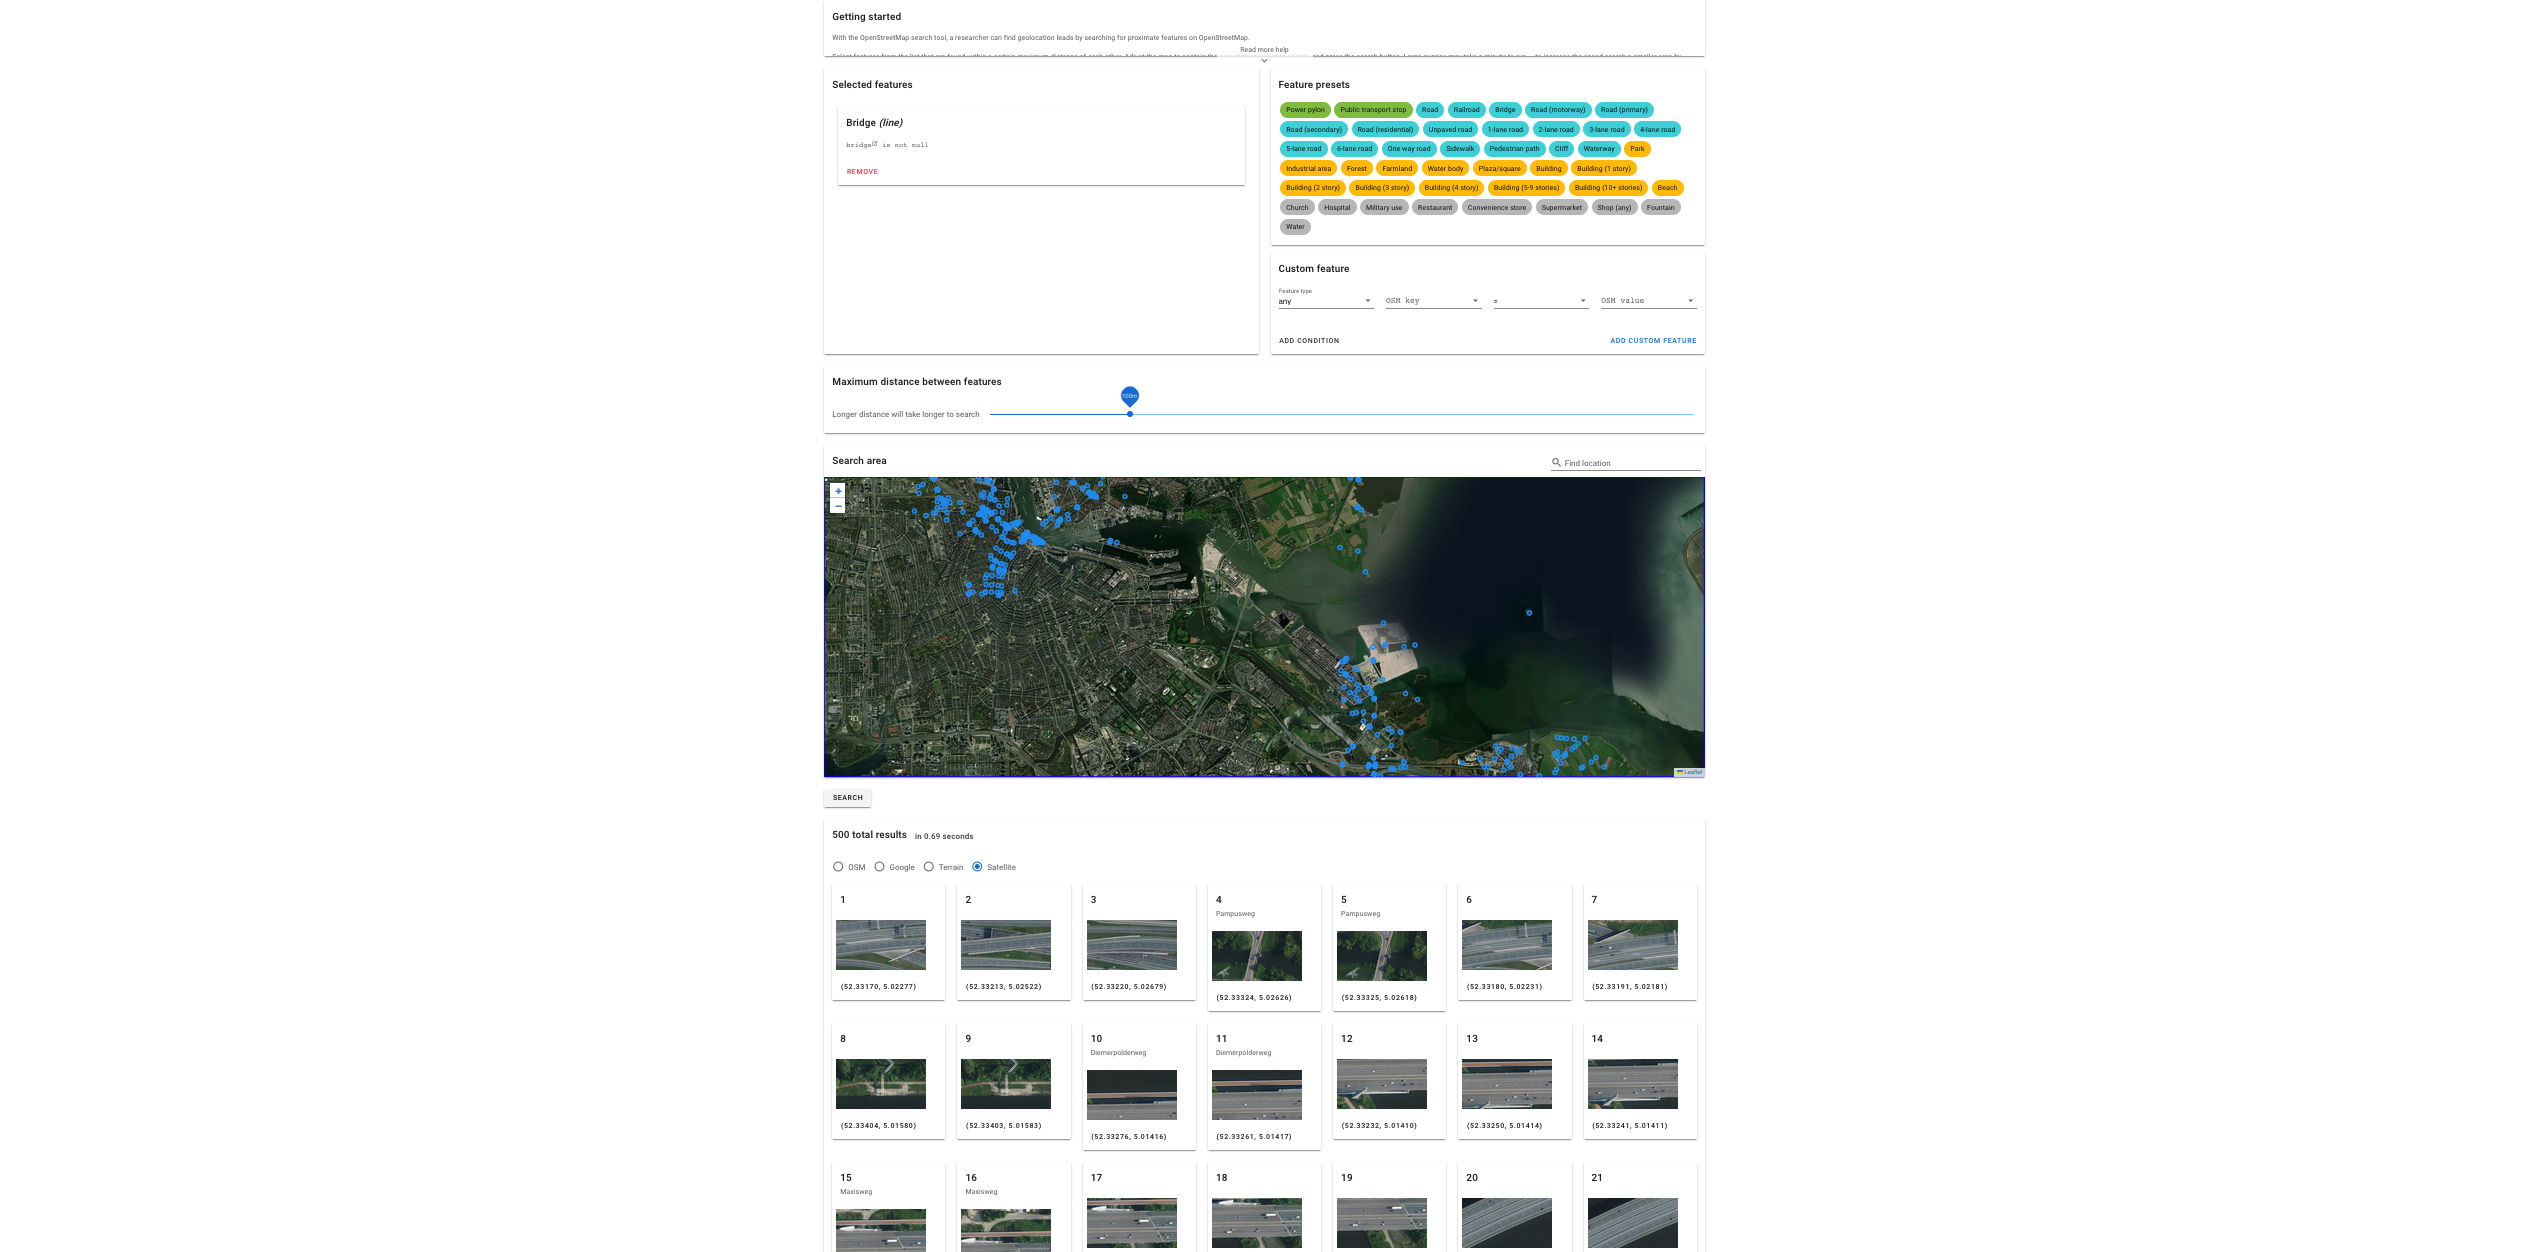 Getting started
With the OpenStreetMap search tool, a researcher can find geolocation leads by searching for proximate features on OpenStreetMap.
Read more help
Selected features
Bridge (line)
bridge is not null
REMOVE
Feature presets
Power pylon Public transport stop Road Railroad Bridge Road (motorway) Road (primary)
Road (secondary) Road (residential) Unpaved road 1-lane road 2-lane road 3-lane road 4-lane road
5-lane road 6-lane road One way road Sidewalk Pedestrian path Cliff Waterway Park
Industrial area Forest Farmland Water body Plaza/square Building Building (1 story)
Building (2 story) Building (3 story) Building (4 story) Building (5-9 stories) Building (10+ stories) Beach
Church Hospital Military use Restaurant Convenience store Supermarket Shop (any) Fountain
Water
Custom feature
Feature type
any OSM key = OSM value
ADD CONDITION ADD CUSTOM FEATURE
Maximum distance between features
100m
Longer distance will take longer to search
Search area
Find location
+
−
Leaflet
SEARCH
500 total results in 0.69 seconds
OSM Google Terrain Satellite
1 2 3 4 5 6 7
Pampusweg Pampusweg
(52.33170, 5.02277) (52.33213, 5.02522) (52.33220, 5.02679) (52.33324, 5.02626) (52.33325, 5.02618) (52.33180, 5.02231) (52.33191, 5.02181)
8 9 10 11 12 13 14
Diemerpolderweg Diemerpolderweg
(52.33404, 5.01580) (52.33403, 5.01583) (52.33276, 5.01416) (52.33261, 5.01417) (52.33232, 5.01410) (52.33250, 5.01414) (52.33241, 5.01411)
15 16 17 18 19 20 21
Maxisweg Maxisweg